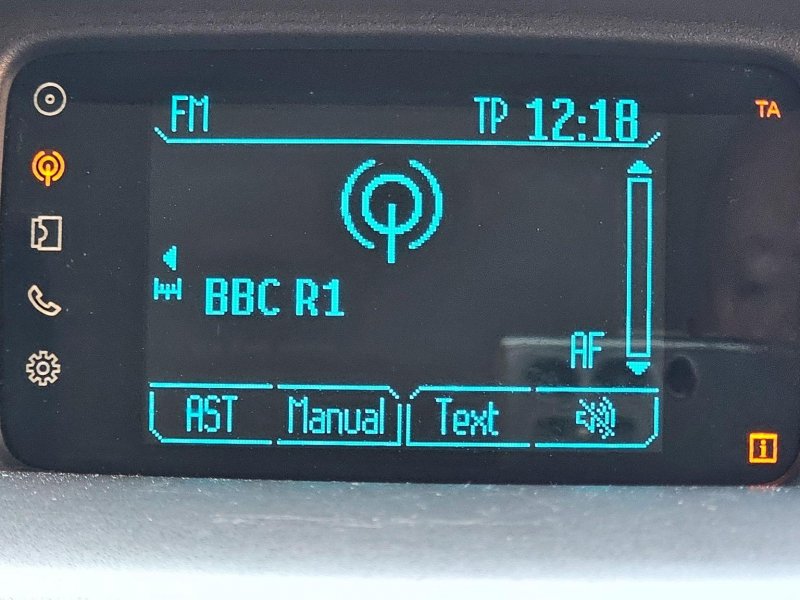 FM TP 12:18 TA
BBC R1
AF
AST Manual Text
i